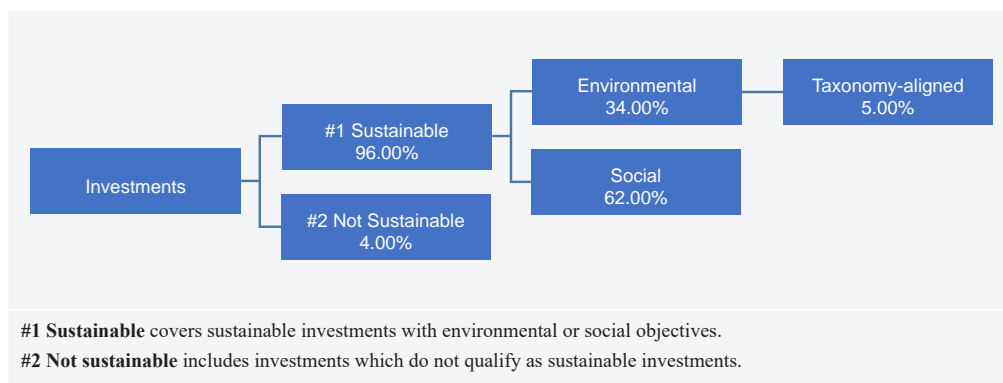 Investments
#1 Sustainable
96.00%
#2 Not Sustainable
4.00%
Environmental
34.00%
Social
62.00%
Taxonomy-aligned
5.00%
#1 Sustainable covers sustainable investments with environmental or social objectives.
#2 Not sustainable includes investments which do not qualify as sustainable investments.